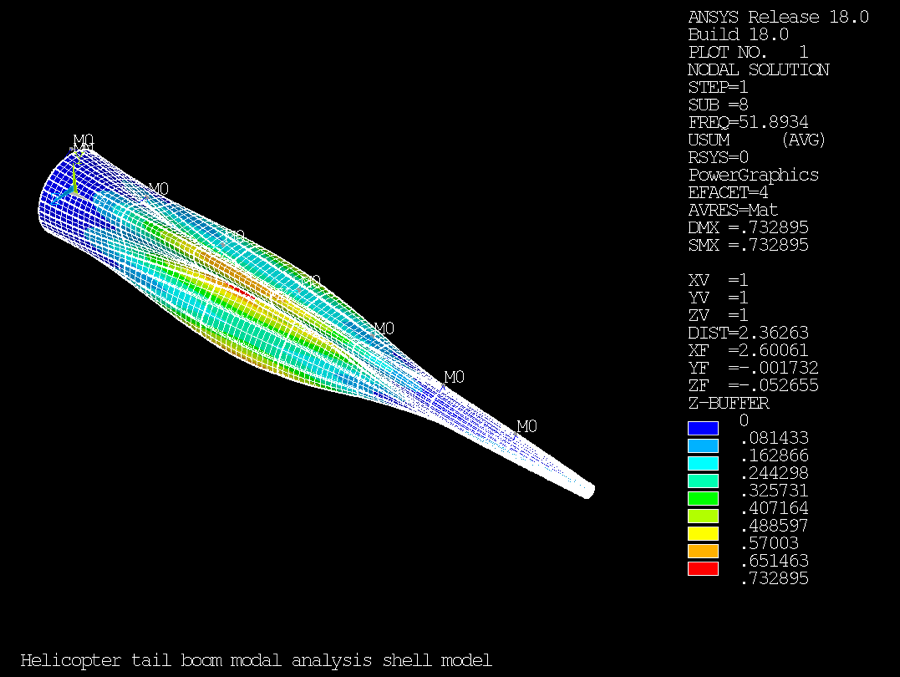 ANSYS Release 18.0
Build 18.0
PLOT NO.   1
NODAL SOLUTION
STEP=1
SUB =8
FREQ=51.8934
USUM     (AVG)
RSYS=0
PowerGraphics
EFACET=4
AVRES=Mat
DMX =.732895
SMX =.732895
XV  =1
YV  =1
ZV  =1
DIST=2.36263
XF  =2.60061
YF  =-.001732
ZF  =-.052655
Z-BUFFER
0
.081433
.162866
.244298
.325731
.407164
.488597
.57003
.651463
.732895
M0
M0
M0
M0
M0
M0
Helicopter tail boom modal analysis shell model